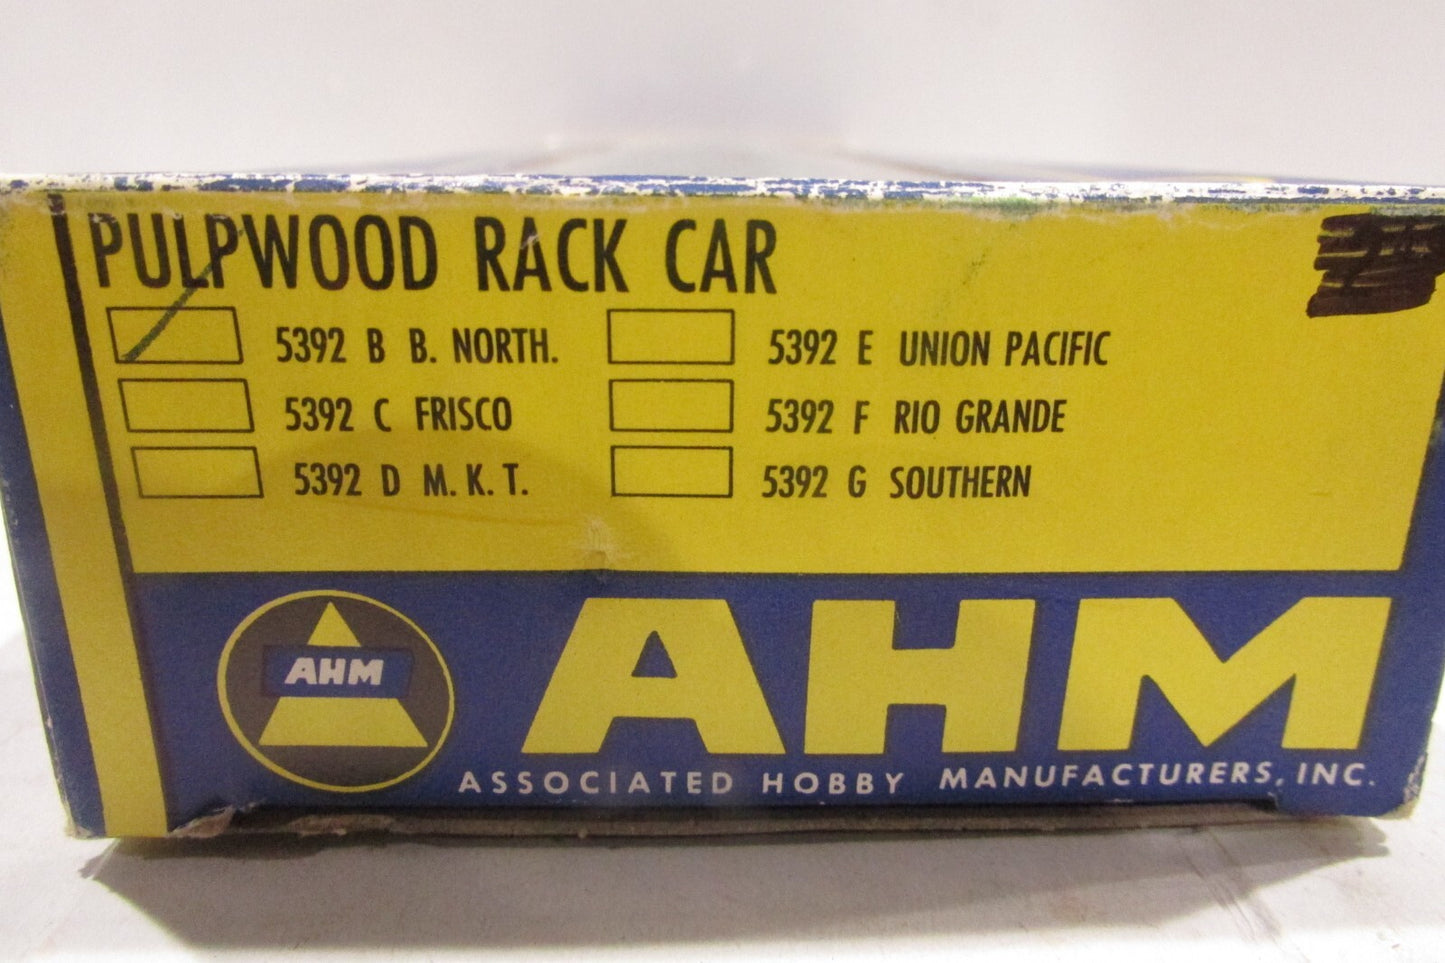 PULPWOOD RACK CAR
5392 B B. NORTH.
5392 C FRISCO
5392 D M. K. T.
5392 E UNION PACIFIC
5392 F RIO GRANDE
5392 G SOUTHERN
AHM
AHM
ASSOCIATED HOBBY MANUFACTURERS, INC.